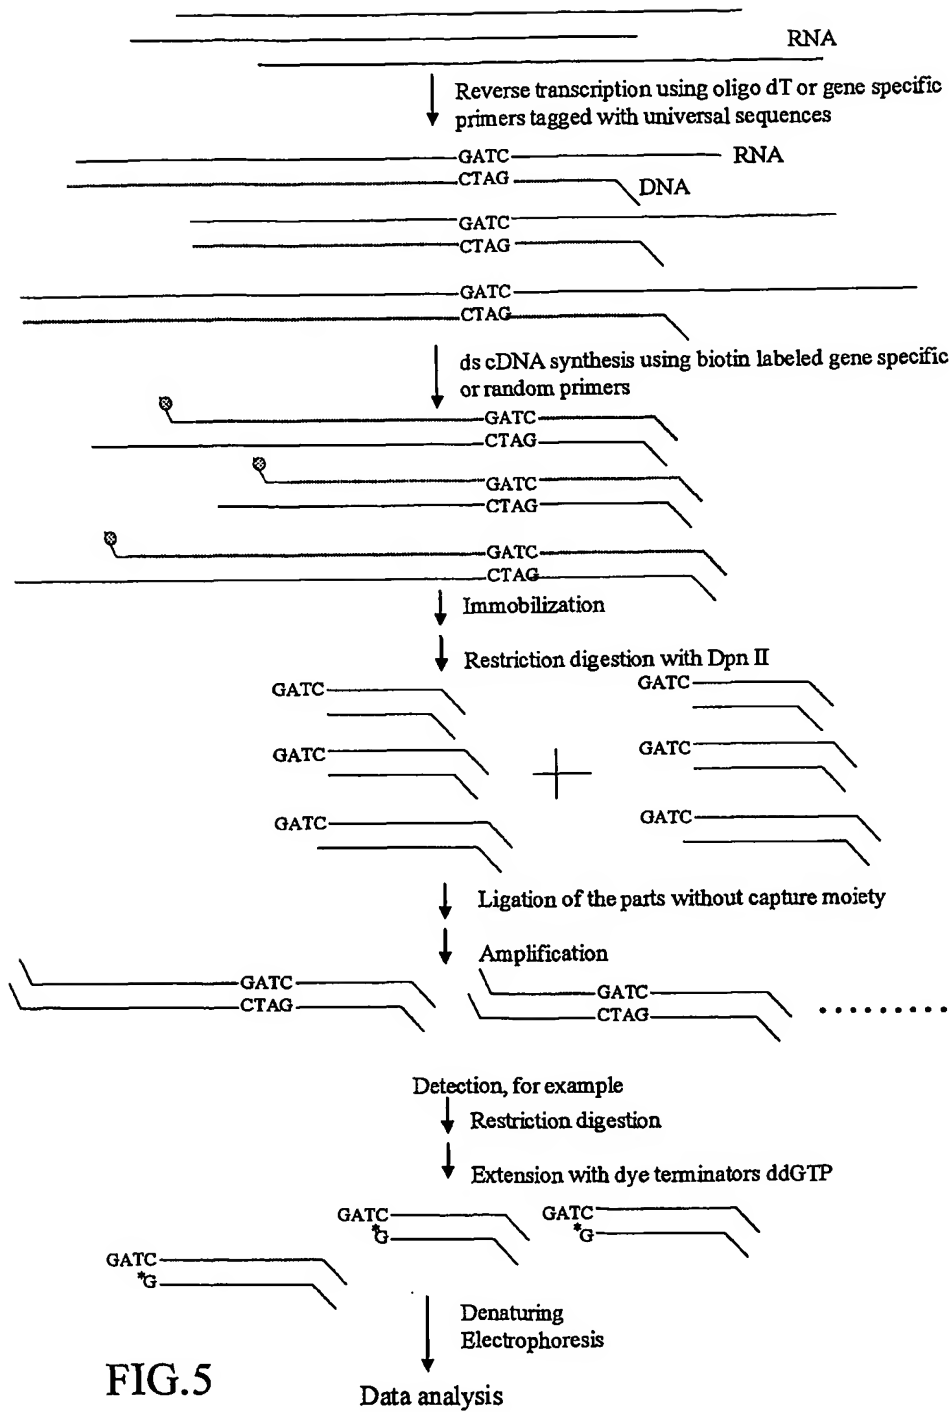 RNA
Reverse transcription using oligo dT or gene specific
primers tagged with universal sequences
GATC
RNA
CTAG
DNA
GATC
CTAG
GATC
CTAG
ds cDNA synthesis using biotin labeled gene specific
or random primers
GATC
CTAG
GATC
CTAG
GATC
CTAG
Immobilization
Restriction digestion with Dpn II
GATC
GATC
GATC
GATC
GATC
GATC
Ligation of the parts without capture moiety
Amplification
GATC
CTAG
GATC
CTAG
Detection, for example
Restriction digestion
Extension with dye terminators ddGTP
GATC
*G
GATC
*G
GATC
*G
Denaturing
Electrophoresis
FIG.5
Data analysis